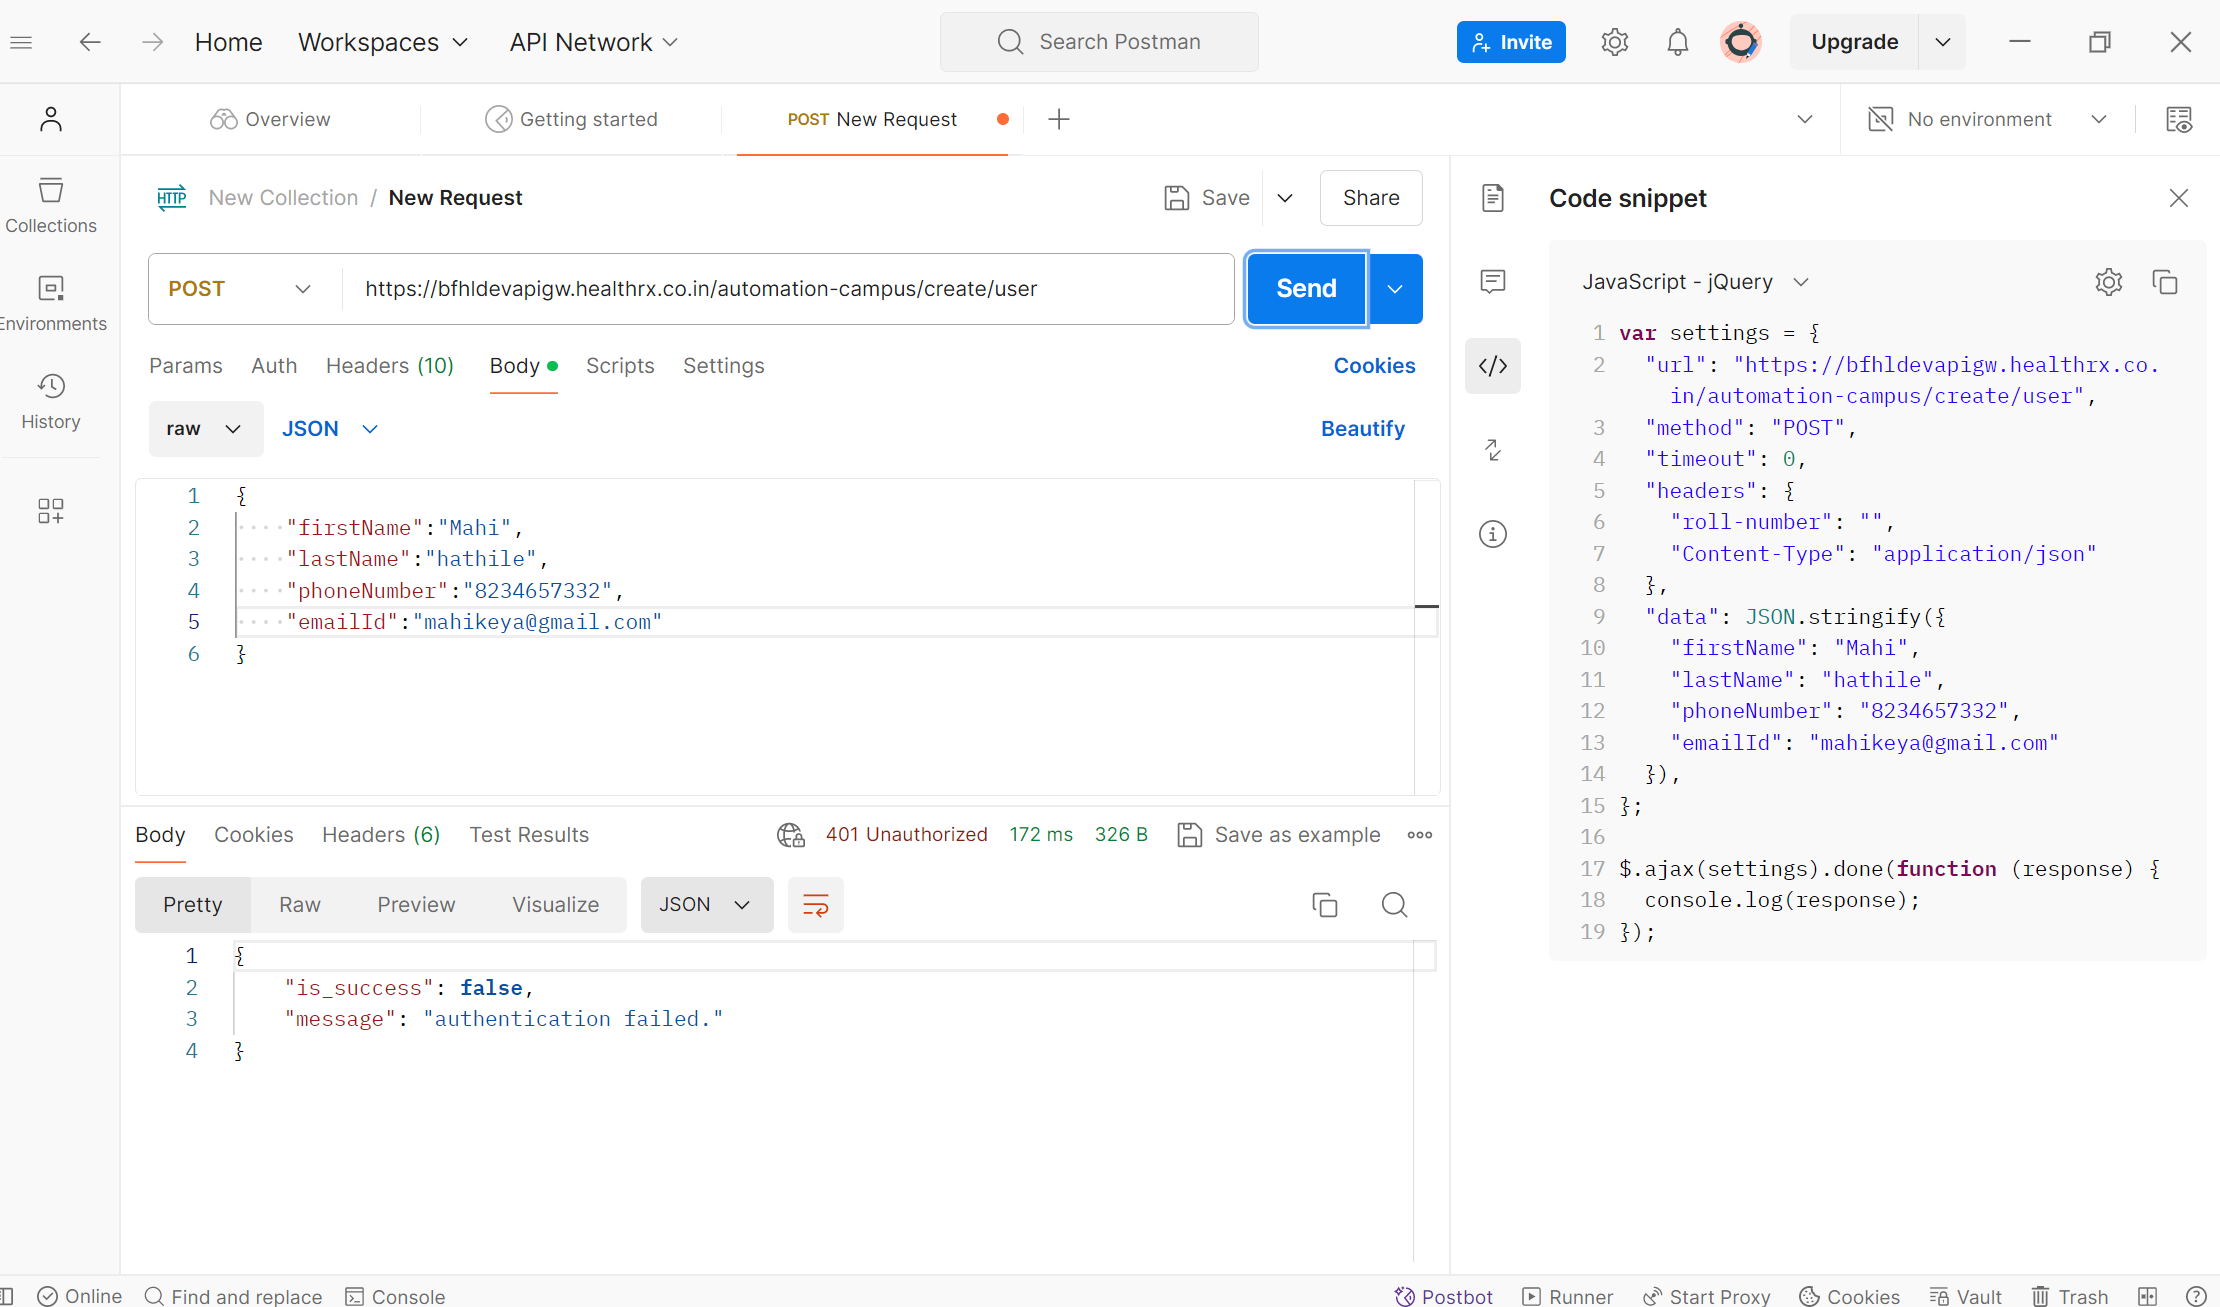 Home Workspaces API Network Search Postman Invite Upgrade
Overview Getting started POST New Request No environment
Collections
Environments
History
HTTP New Collection / New Request Save Share
POST https://bfhldevapigw.healthrx.co.in/automation-campus/create/user Send
Params Auth Headers (10) Body Scripts Settings Cookies
raw JSON Beautify
1 {
2 "firstName":"Mahi",
3 "lastName":"hathile",
4 "phoneNumber":"8234657332",
5 "emailId":"mahikeya@gmail.com"
6 }
Body Cookies Headers (6) Test Results 401 Unauthorized 172 ms 326 B Save as example
Pretty Raw Preview Visualize JSON
1 {
2 "is_success": false,
3 "message": "authentication failed."
4 }
Code snippet
JavaScript - jQuery
1 var settings = {
2 "url": "https://bfhldevapigw.healthrx.co.
in/automation-campus/create/user",
3 "method": "POST",
4 "timeout": 0,
5 "headers": {
6 "roll-number": "",
7 "Content-Type": "application/json"
8 },
9 "data": JSON.stringify({
10 "firstName": "Mahi",
11 "lastName": "hathile",
12 "phoneNumber": "8234657332",
13 "emailId": "mahikeya@gmail.com"
14 }),
15 };
16
17 $.ajax(settings).done(function (response) {
18 console.log(response);
19 });
Online Find and replace Console Postbot Runner Start Proxy Cookies Vault Trash